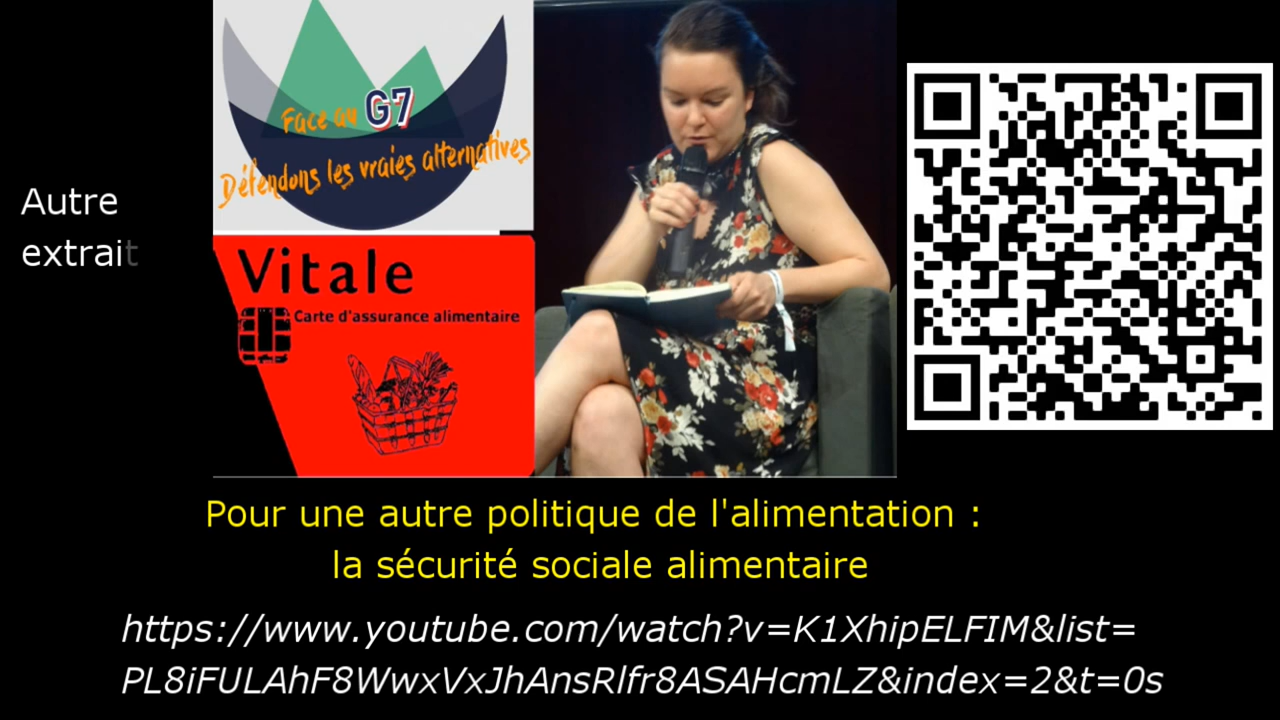 Autre
extrait
Face au G7
Défendons les vraies alternatives
Vitale
Carte d'assurance alimentaire
Pour une autre politique de l'alimentation :
la sécurité sociale alimentaire
https://www.youtube.com/watch?v=K1XhipELFIM&list=
PL8iFULAhF8WwxVxJhAnsRlfr8ASAHcmLZ&index=2&t=0s